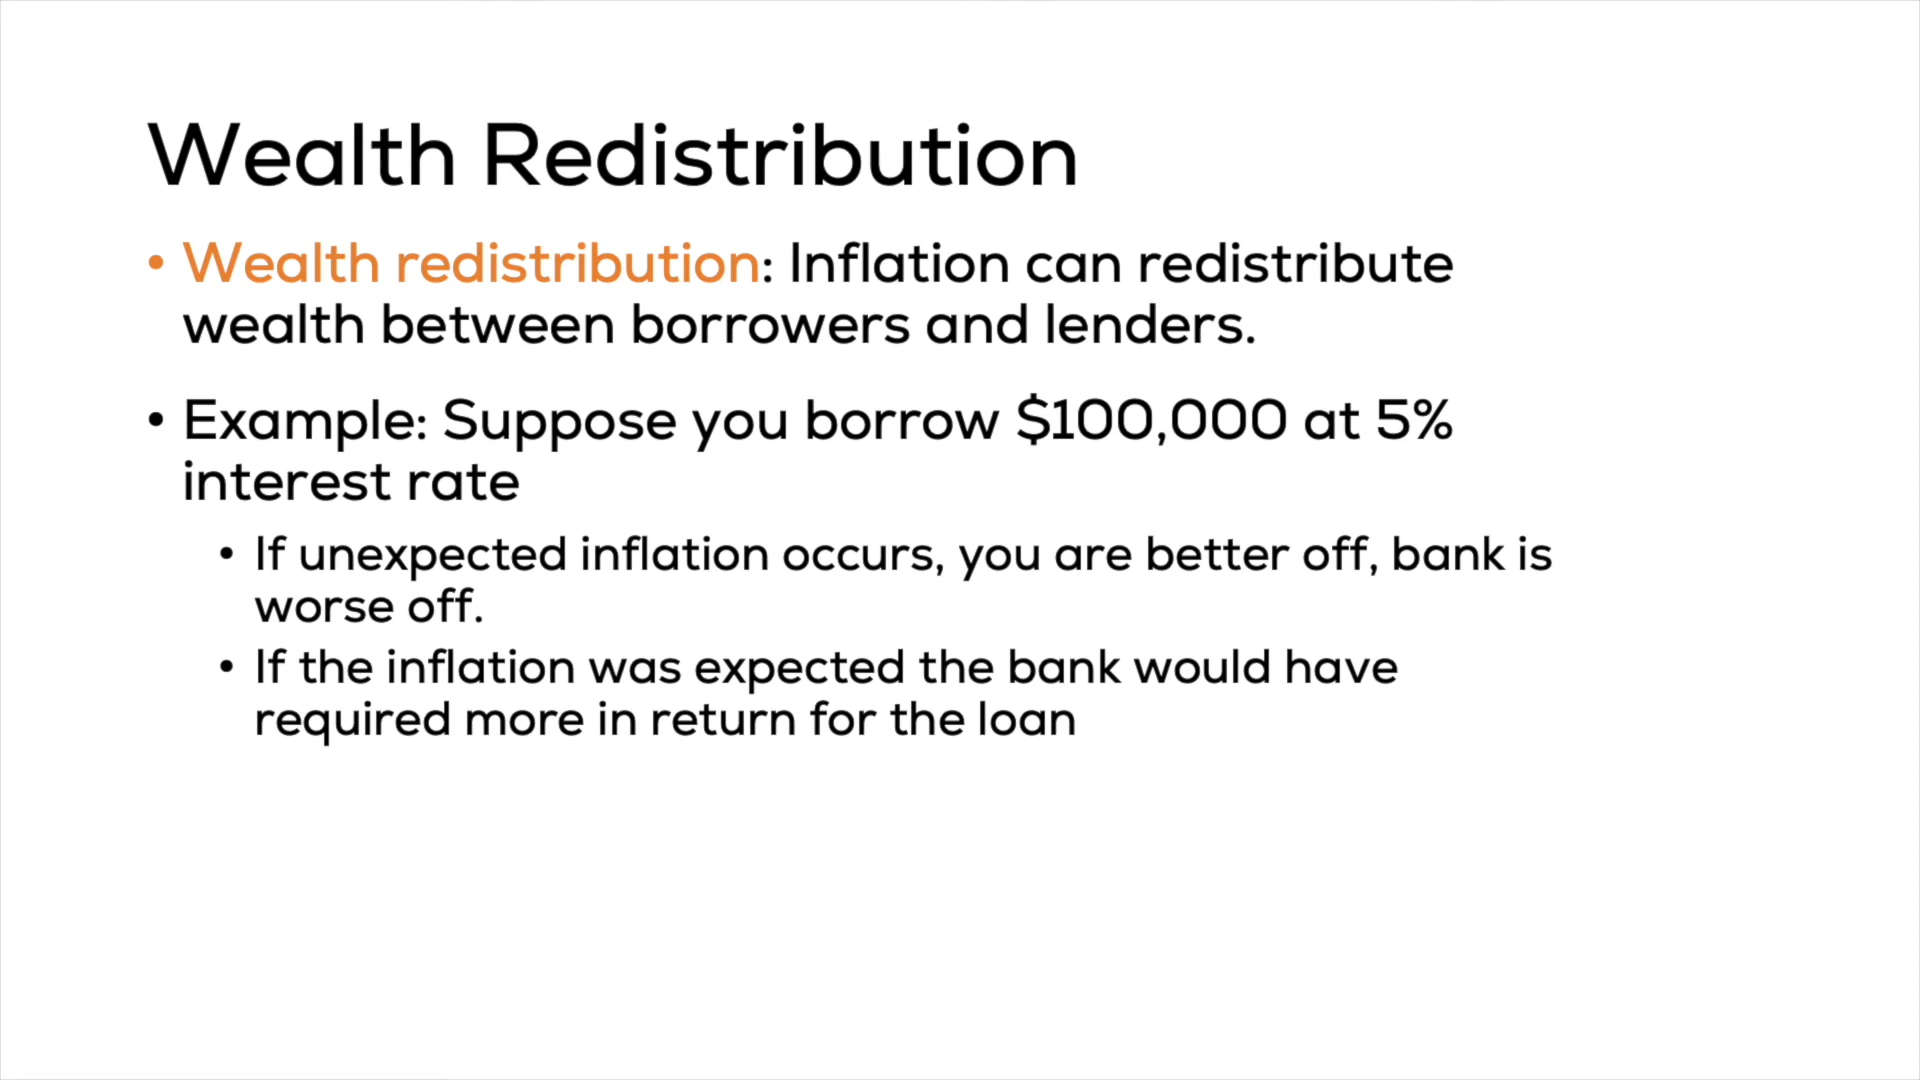 Wealth Redistribution
• Wealth redistribution: Inflation can redistribute
wealth between borrowers and lenders.
• Example: Suppose you borrow $100,000 at 5%
interest rate
• If unexpected inflation occurs, you are better off, bank is
worse off.
• If the inflation was expected the bank would have
required more in return for the loan